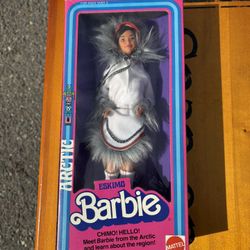 ARCTIC
ESKIMO
Barbie
CHIMO! HELLO!
Meet Barbie from the Arctic
and learn about the region!
MATTEL